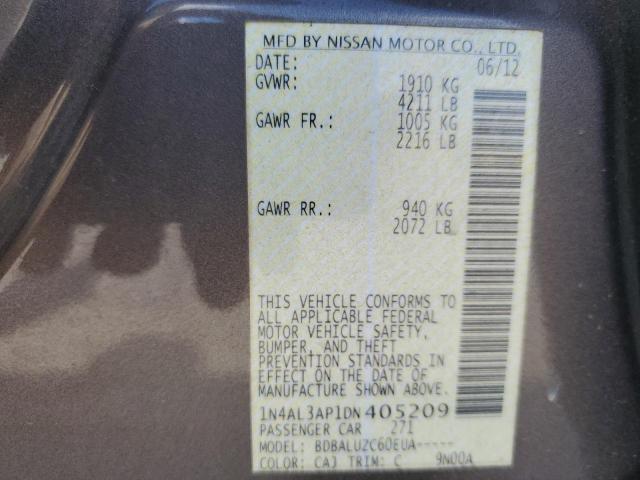 MFD BY NISSAN MOTOR CO., LTD.
DATE: 06/12
GVWR: 1910 KG
4211 LB
GAWR FR.: 1005 KG
2216 LB
GAWR RR.: 940 KG
2072 LB
THIS VEHICLE CONFORMS TO
ALL APPLICABLE FEDERAL
MOTOR VEHICLE SAFETY,
BUMPER, AND THEFT
PREVENTION STANDARDS IN
EFFECT ON THE DATE OF
MANUFACTURE SHOWN ABOVE.
1N4AL3AP1DN405209
PASSENGER CAR 271
MODEL: BDBALUZC60EUA-----
COLOR: CAJ TRIM: C 9N00A